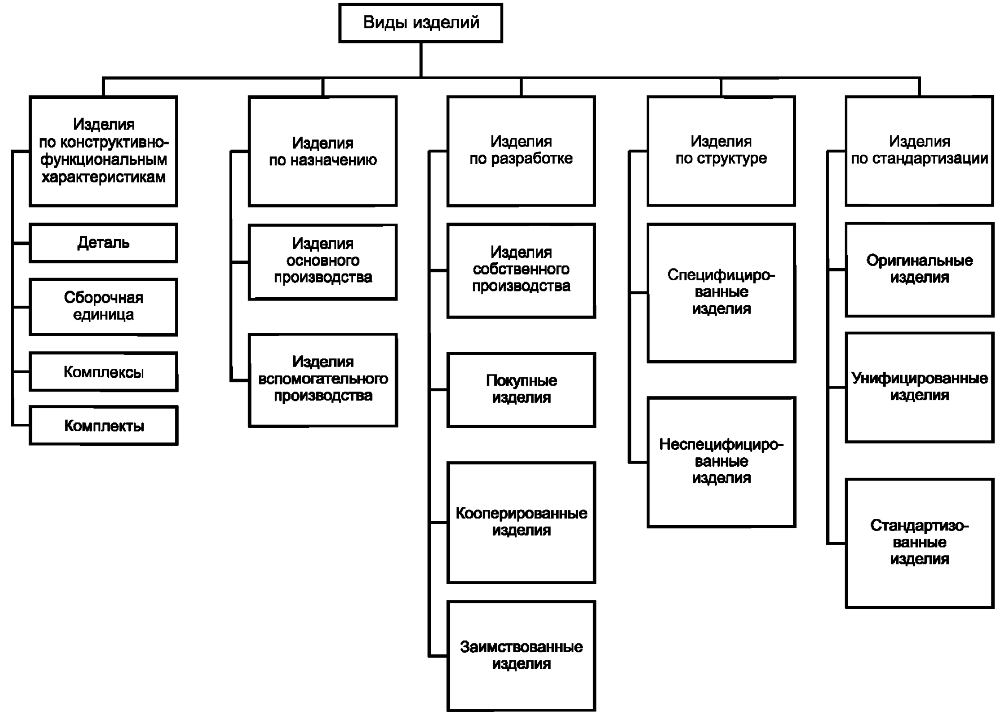 Виды изделий
Изделия
по конструктивно-
функциональным
характеристикам
Деталь
Сборочная
единица
Комплексы
Комплекты
Изделия
по назначению
Изделия
основного
производства
Изделия
вспомогательного
производства
Изделия
по разработке
Изделия
собственного
производства
Покупные
изделия
Кооперированные
изделия
Заимствованные
изделия
Изделия
по структуре
Специфициро-
ванные
изделия
Неспецифициро-
ванные
изделия
Изделия
по стандартизации
Оригинальные
изделия
Унифицированные
изделия
Стандартизо-
ванные
изделия